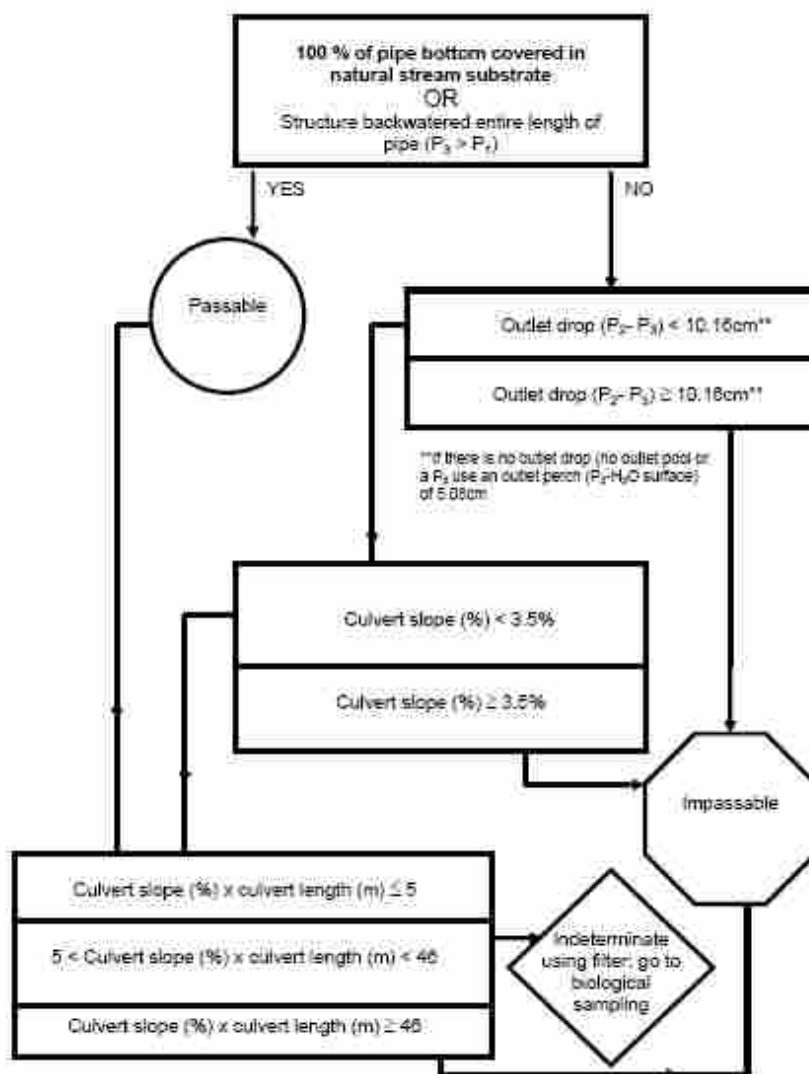 100 % of pipe bottom covered in
natural stream substrate
OR
Structure backwatered entire length of
pipe (P₃ > P₁)
YES
NO
Passable
Outlet drop (P₂- P₃) < 10.16cm**
Outlet drop (P₂- P₃) ≥ 10.16cm**
**If there is no outlet drop (no outlet pool or
a P₃ use an outlet perch (P₂-H₂O surface)
of 5.08cm
Culvert slope (%) < 3.5%
Culvert slope (%) ≥ 3.5%
Impassable
Culvert slope (%) x culvert length (m) ≤ 5
5 < Culvert slope (%) x culvert length (m) < 46
Culvert slope (%) x culvert length (m) ≥ 46
Indeterminate
using filter; go to
biological
sampling